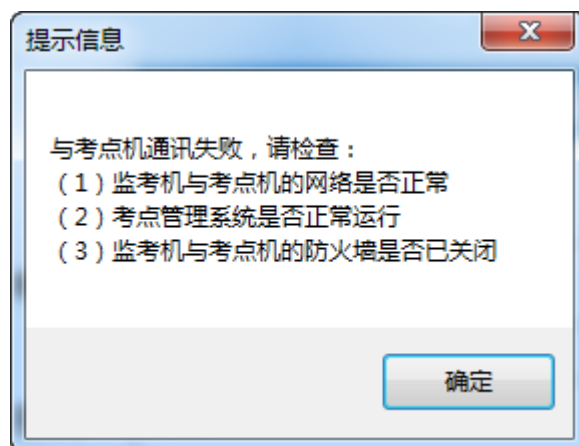 提示信息
与考点机通讯失败，请检查：
（1）监考机与考点机的网络是否正常
（2）考点管理系统是否正常运行
（3）监考机与考点机的防火墙是否已关闭
确定